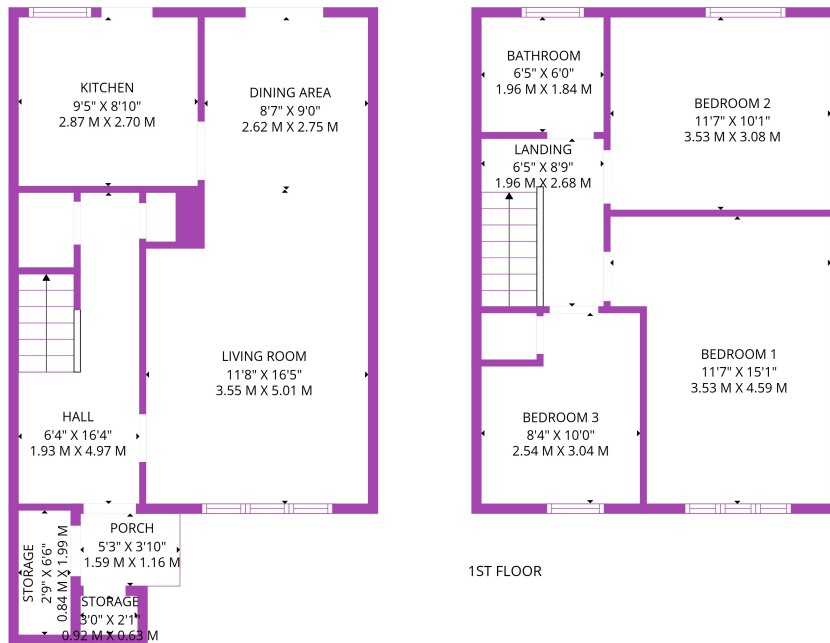 KITCHEN
9'5" X 8'10"
2.87 M X 2.70 M
DINING AREA
8'7" X 9'0"
2.62 M X 2.75 M
LIVING ROOM
11'8" X 16'5"
3.55 M X 5.01 M
HALL
6'4" X 16'4"
1.93 M X 4.97 M
PORCH
5'3" X 3'10"
1.59 M X 1.16 M
STORAGE
2'9" X 6'6"
0.84 M X 1.99 M
STORAGE
3'0" X 2'1"
0.92 M X 0.63 M
BATHROOM
6'5" X 6'0"
1.96 M X 1.84 M
BEDROOM 2
11'7" X 10'1"
3.53 M X 3.08 M
LANDING
6'5" X 8'9"
1.96 M X 2.68 M
BEDROOM 1
11'7" X 15'1"
3.53 M X 4.59 M
BEDROOM 3
8'4" X 10'0"
2.54 M X 3.04 M
1ST FLOOR